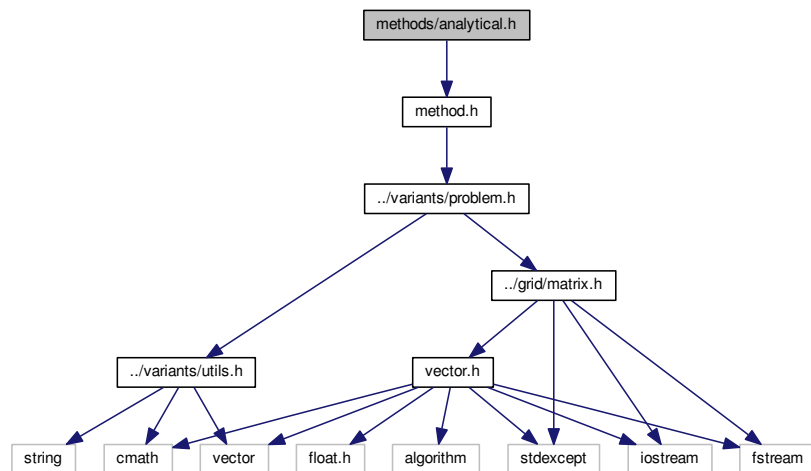 methods/analytical.h
method.h
../variants/problem.h
../grid/matrix.h
../variants/utils.h
vector.h
string
cmath
vector
float.h
algorithm
stdexcept
iostream
fstream